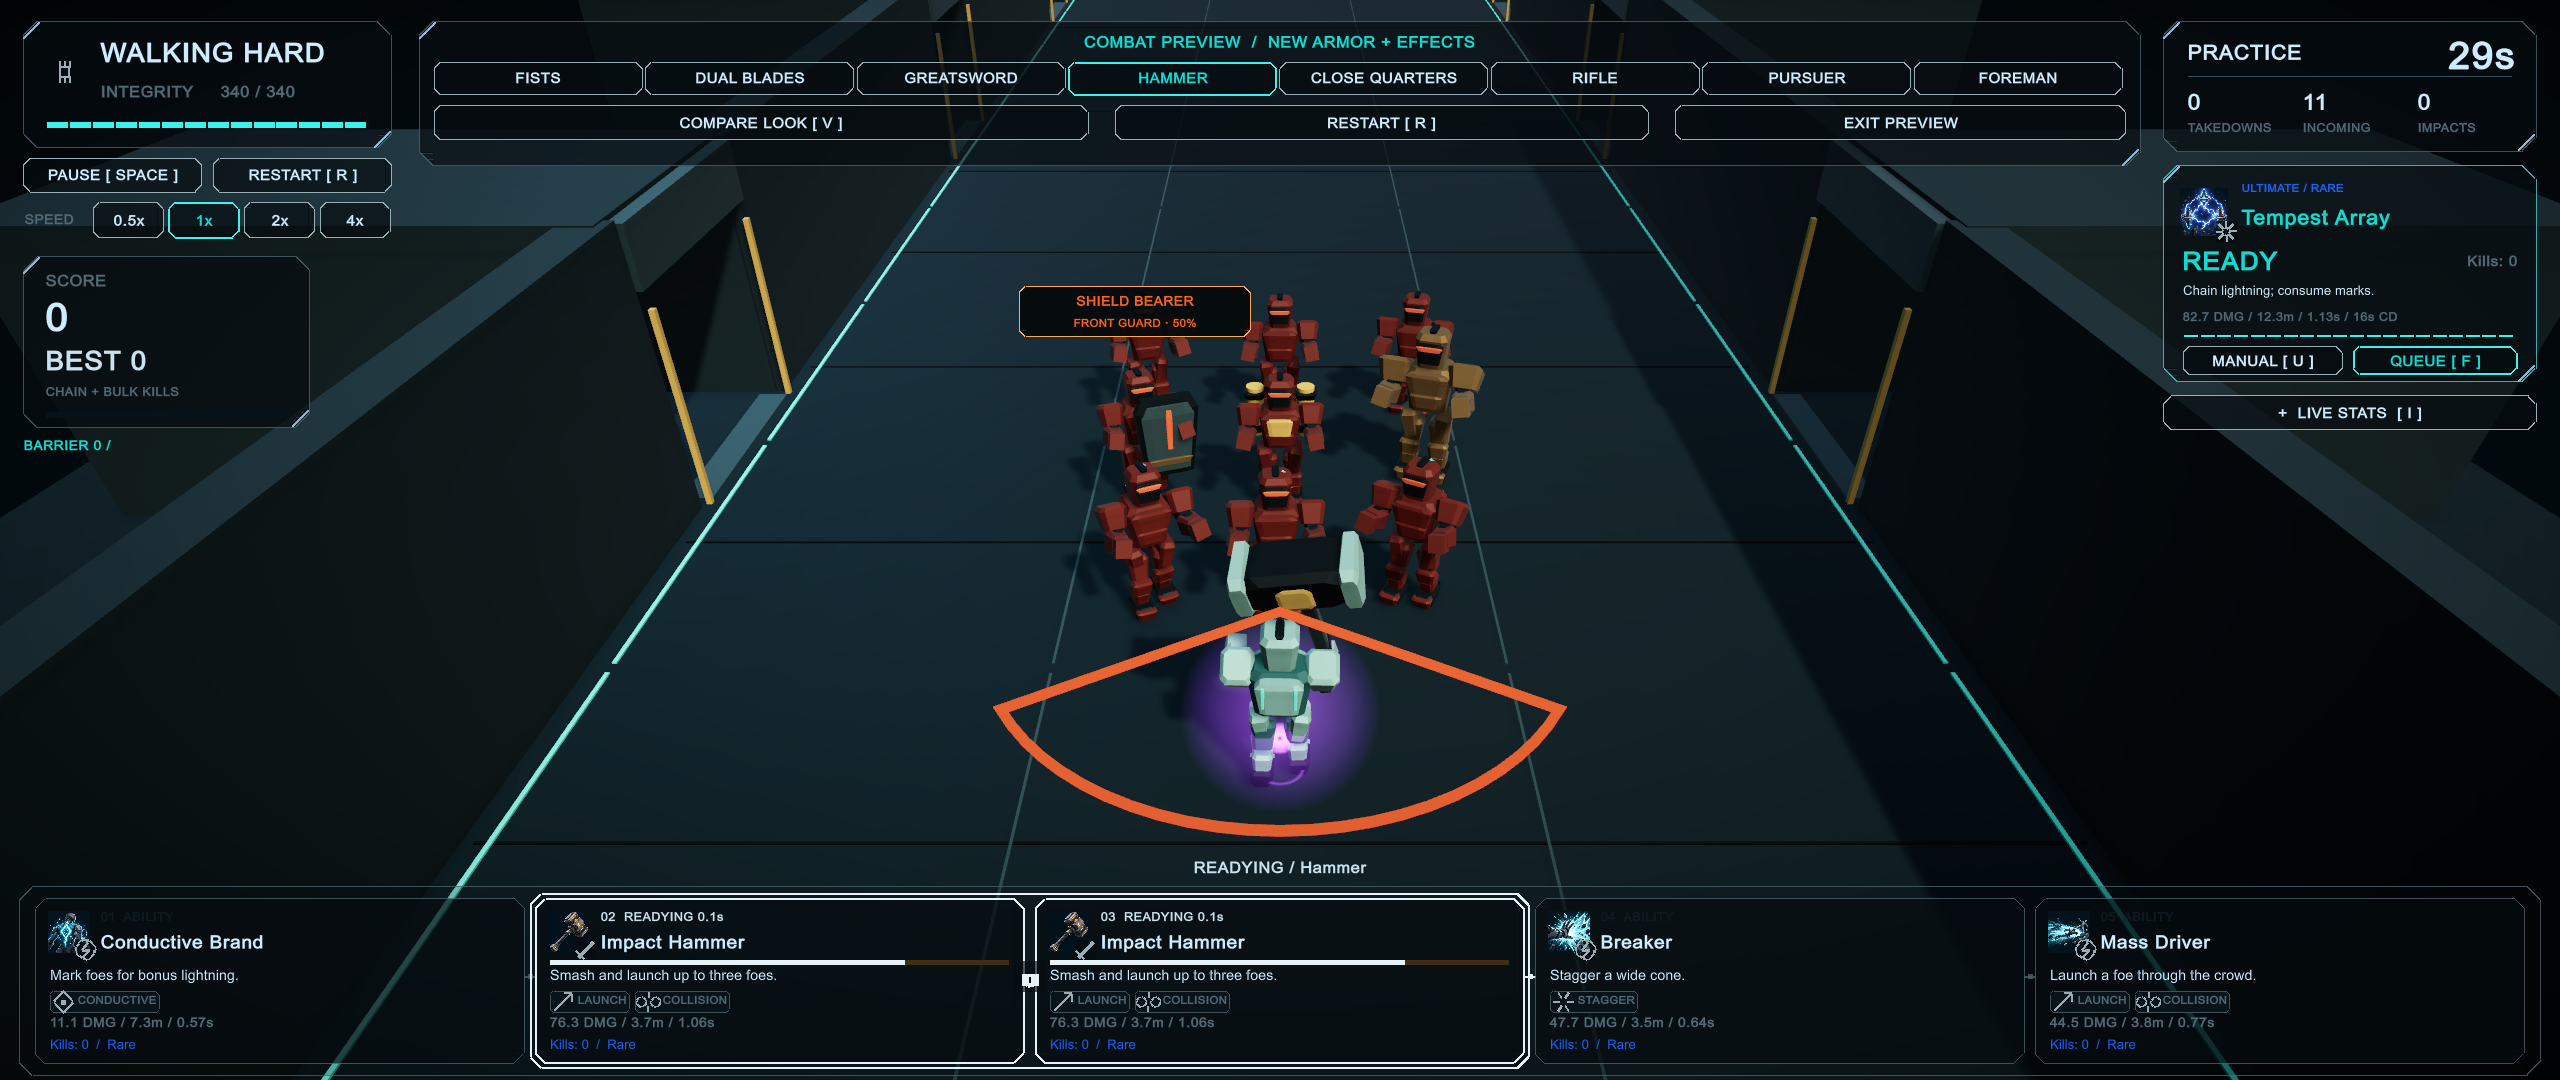 WALKING HARD
INTEGRITY 340 / 340
PAUSE [ SPACE ]
RESTART [ R ]
SPEED
0.5x
1x
2x
4x
SCORE
0
BEST 0
CHAIN + BULK KILLS
BARRIER 0 /
COMBAT PREVIEW / NEW ARMOR + EFFECTS
FISTS
DUAL BLADES
GREATSWORD
HAMMER
CLOSE QUARTERS
RIFLE
PURSUER
FOREMAN
COMPARE LOOK [ V ]
RESTART [ R ]
EXIT PREVIEW
PRACTICE
29s
0
11
0
TAKEDOWNS
INCOMING
IMPACTS
ULTIMATE / RARE
Tempest Array
READY
Kills: 0
Chain lightning; consume marks.
82.7 DMG / 12.3m / 1.13s / 16s CD
MANUAL [ U ]
QUEUE [ F ]
+ LIVE STATS [ I ]
SHIELD BEARER
FRONT GUARD · 50%
READYING / Hammer
01 ABILITY
Conductive Brand
Mark foes for bonus lightning.
CONDUCTIVE
11.1 DMG / 7.3m / 0.57s
Kills: 0 / Rare
02 READYING 0.1s
Impact Hammer
Smash and launch up to three foes.
LAUNCH
COLLISION
76.3 DMG / 3.7m / 1.06s
Kills: 0 / Rare
03 READYING 0.1s
Impact Hammer
Smash and launch up to three foes.
LAUNCH
COLLISION
76.3 DMG / 3.7m / 1.06s
Kills: 0 / Rare
04 ABILITY
Breaker
Stagger a wide cone.
STAGGER
47.7 DMG / 3.5m / 0.64s
Kills: 0 / Rare
05 ABILITY
Mass Driver
Launch a foe through the crowd.
LAUNCH
COLLISION
44.5 DMG / 3.8m / 0.77s
Kills: 0 / Rare